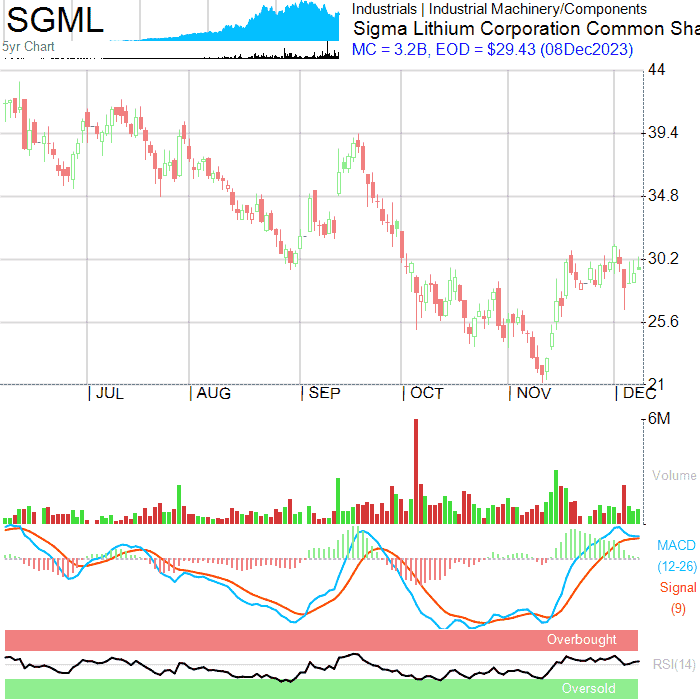 SGML
5yr Chart
Industrials | Industrial Machinery/Components
Sigma Lithium Corporation Common Sha
MC = 3.2B, EOD = $29.43 (08Dec2023)
44
39.4
34.8
30.2
25.6
21
| JUL | AUG | SEP | OCT | NOV | DEC
6M
Volume
MACD
(12-26)
Signal
(9)
Overbought
RSI(14)
Oversold